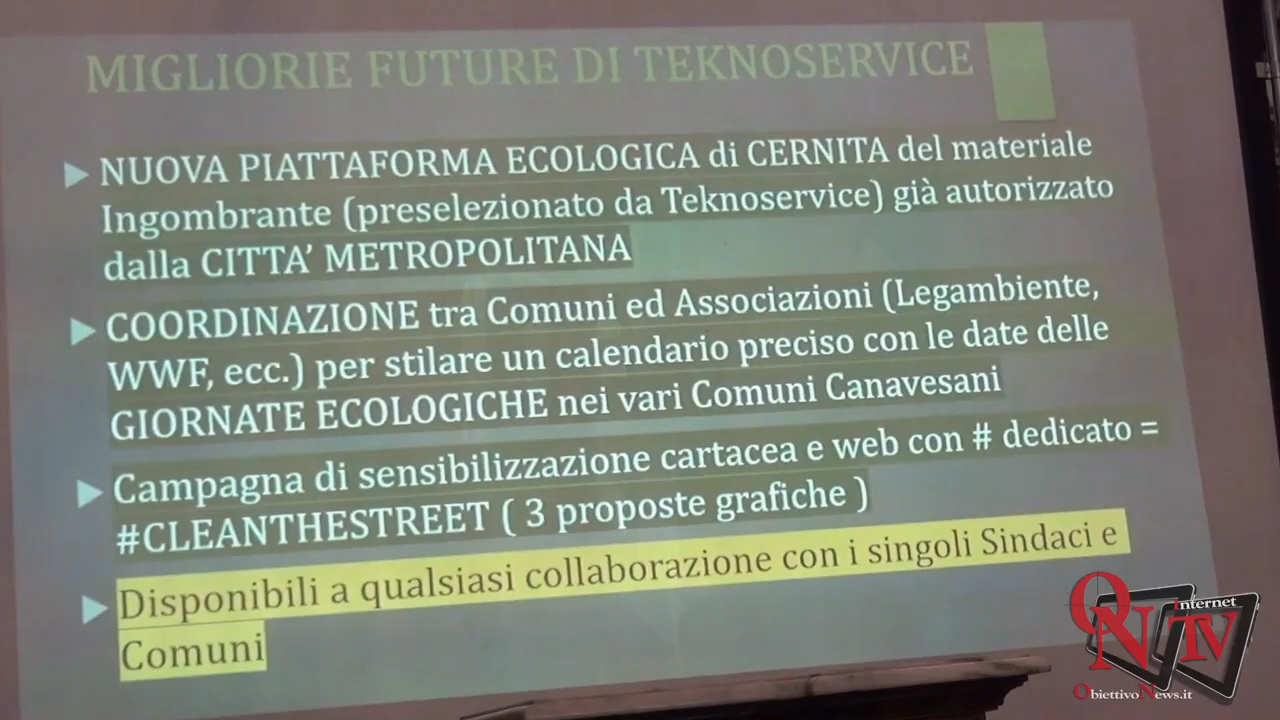 MIGLIORIE FUTURE DI TEKNOSERVICE
NUOVA PIATTAFORMA ECOLOGICA di CERNITA del materiale
Ingombrante (preselezionato da Teknoservice) già autorizzato
dalla CITTA' METROPOLITANA
COORDINAZIONE tra Comuni ed Associazioni (Legambiente,
WWF, ecc.) per stilare un calendario preciso con le date delle
GIORNATE ECOLOGICHE nei vari Comuni Canavesani
Campagna di sensibilizzazione cartacea e web con # dedicato =
#CLEANTHESTREET ( 3 proposte grafiche )
Disponibili a qualsiasi collaborazione con i singoli Sindaci e
Comuni
Internet
ON TV
ObiettivoNews.it